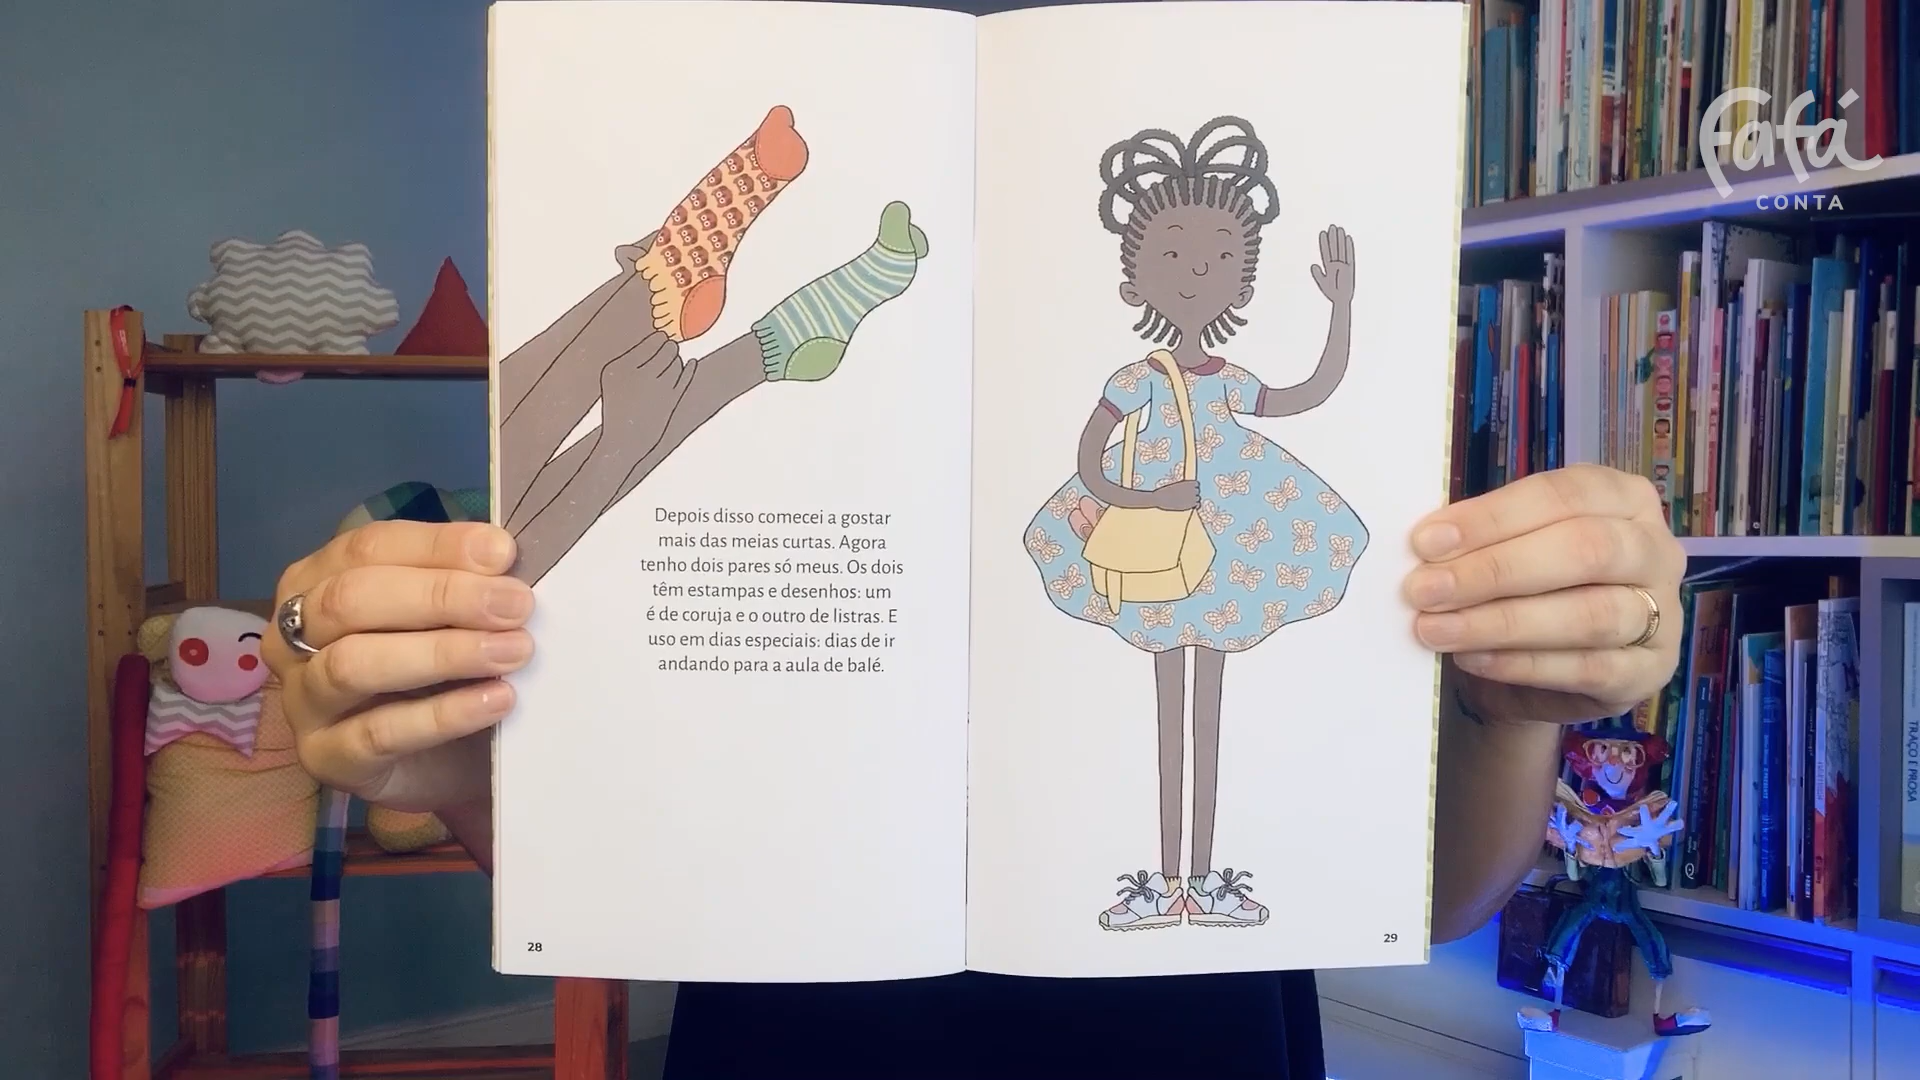 Depois disso comecei a gostar
mais das meias curtas. Agora
tenho dois pares só meus. Os dois
têm estampas e desenhos: um
é de coruja e o outro de listras. E
uso em dias especiais: dias de ir
andando para a aula de balé.
28
29
fafá
CONTA
TRAÇO E PROSA